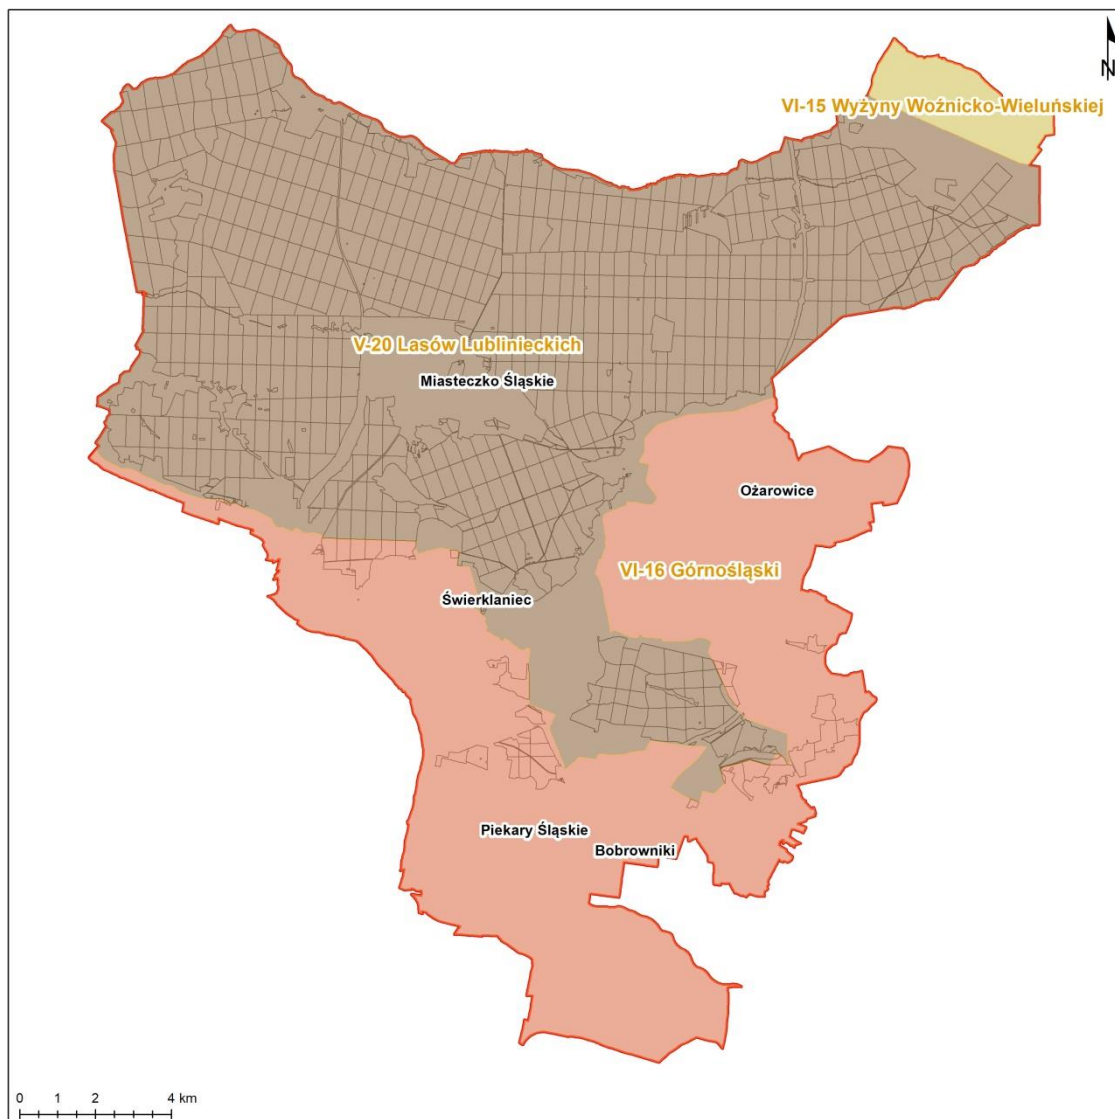 N
VI-15 Wyżyny Woźnicko-Wieluńskiej
V-20 Lasów Lublinieckich
Miasteczko Śląskie
Ożarowice
VI-16 Górnośląski
Świerklaniec
Piekary Śląskie
Bobrowniki
0 1 2 4 km